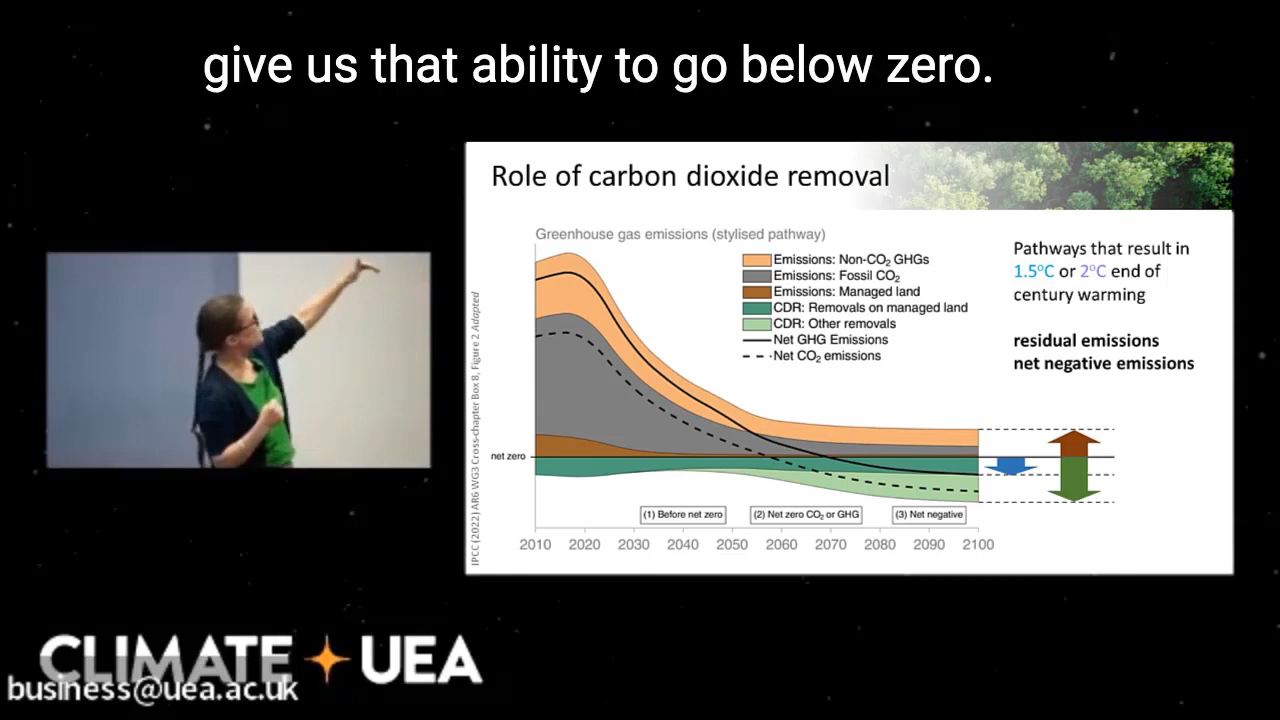 give us that ability to go below zero.
Role of carbon dioxide removal
Greenhouse gas emissions (stylised pathway)
Emissions: Non-CO₂ GHGs
Emissions: Fossil CO₂
Emissions: Managed land
CDR: Removals on managed land
CDR: Other removals
Net GHG Emissions
Net CO₂ emissions
Pathways that result in
1.5°C or 2°C end of
century warming
residual emissions
net negative emissions
IPCC (2022) AR6 WG3 Cross-chapter Box 8, Figure 2 Adapted
net zero
(1) Before net zero
(2) Net zero CO₂ or GHG
(3) Net negative
2010 2020 2030 2040 2050 2060 2070 2080 2090 2100
CLIMATE UEA
business@uea.ac.uk